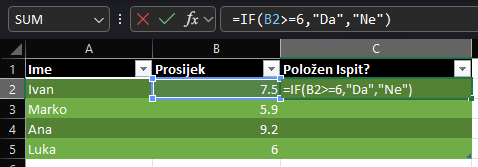 SUM fx =IF(B2>=6,"Da","Ne")
A B C
1 Ime Prosijek Položen Ispit?
2 Ivan 7.5 =IF(B2>=6,"Da","Ne")
3 Marko 5.9
4 Ana 9.2
5 Luka 6